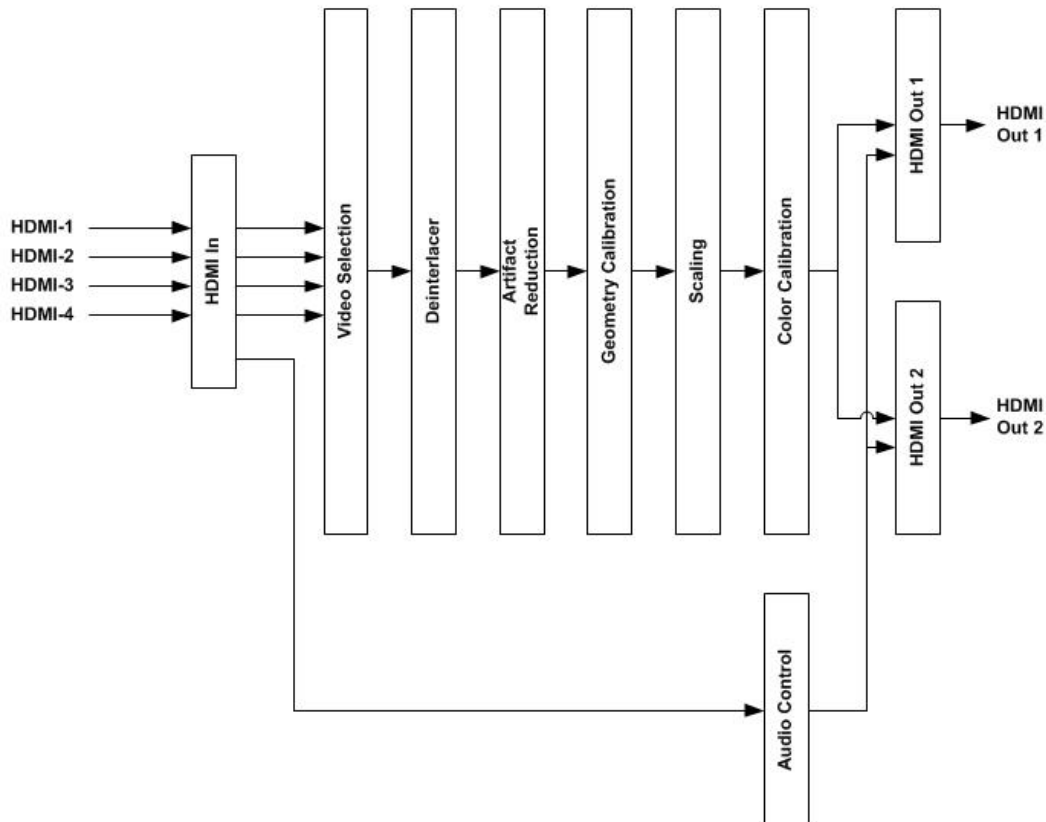 HDMI-1
HDMI-2
HDMI-3
HDMI-4
HDMI In
Video Selection
Deinterlacer
Artifact
Reduction
Geometry Calibration
Scaling
Color Calibration
HDMI Out 1
HDMI
Out 1
HDMI Out 2
HDMI
Out 2
Audio Control